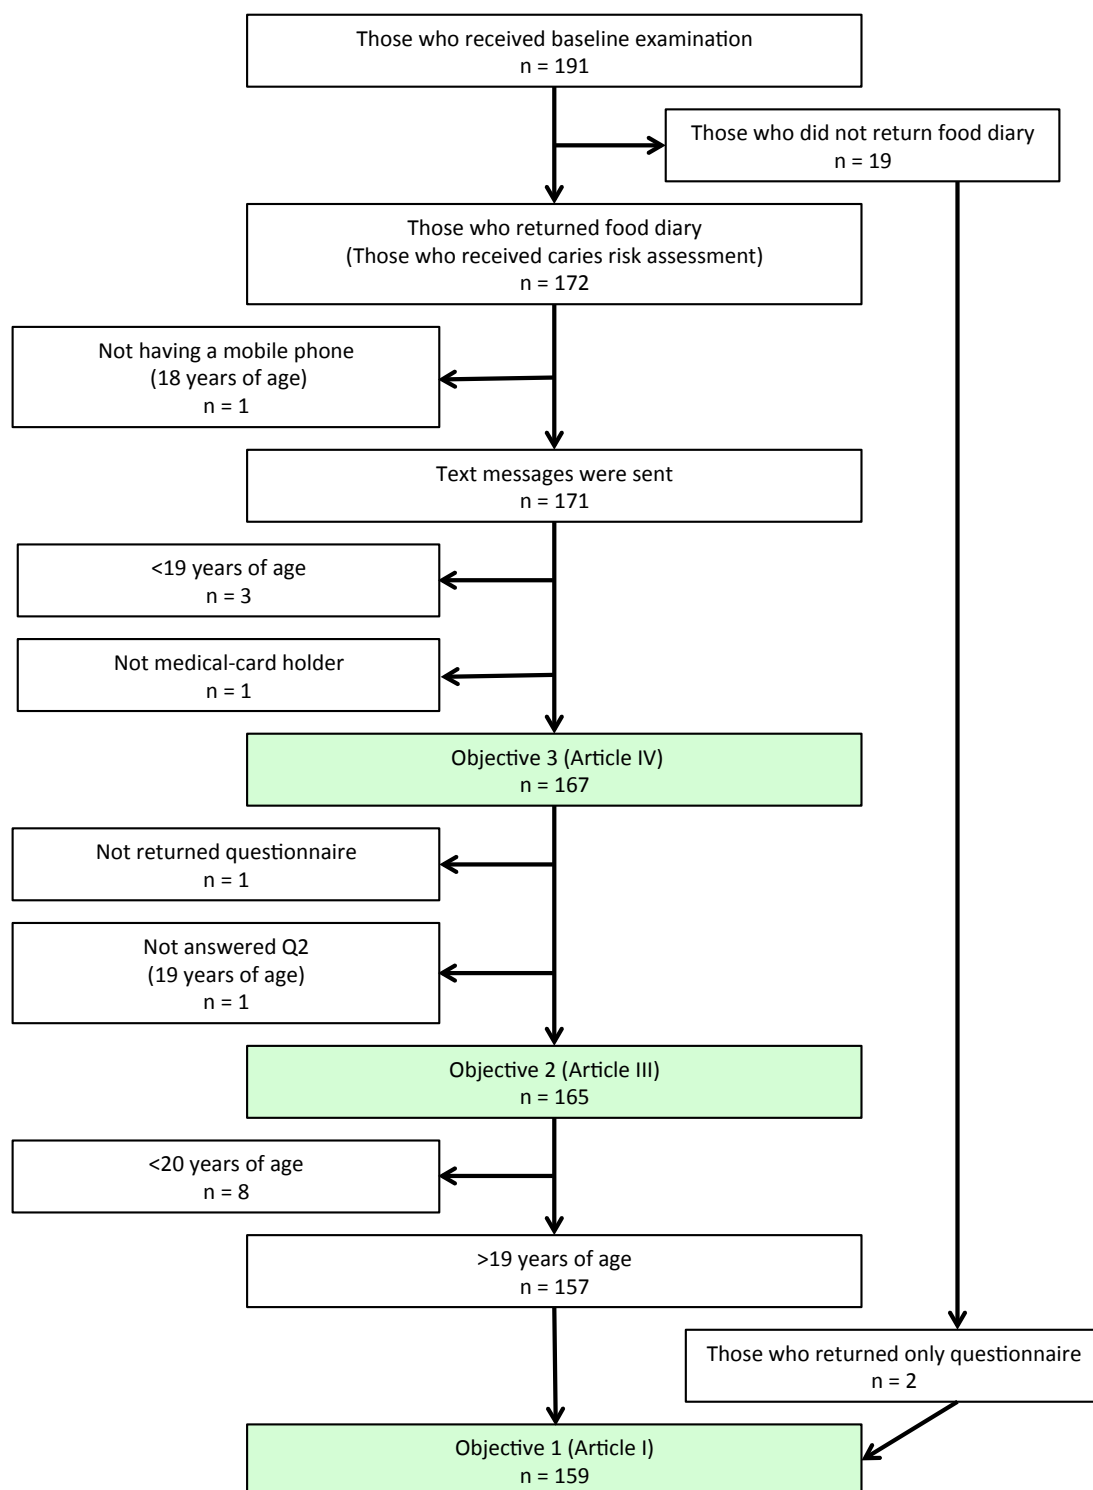 Those who received baseline examination
n = 191
Those who did not return food diary
n = 19
Those who returned food diary
(Those who received caries risk assessment)
n = 172
Not having a mobile phone
(18 years of age)
n = 1
Text messages were sent
n = 171
<19 years of age
n = 3
Not medical-card holder
n = 1
Objective 3 (Article IV)
n = 167
Not returned questionnaire
n = 1
Not answered Q2
(19 years of age)
n = 1
Objective 2 (Article III)
n = 165
<20 years of age
n = 8
>19 years of age
n = 157
Those who returned only questionnaire
n = 2
Objective 1 (Article I)
n = 159